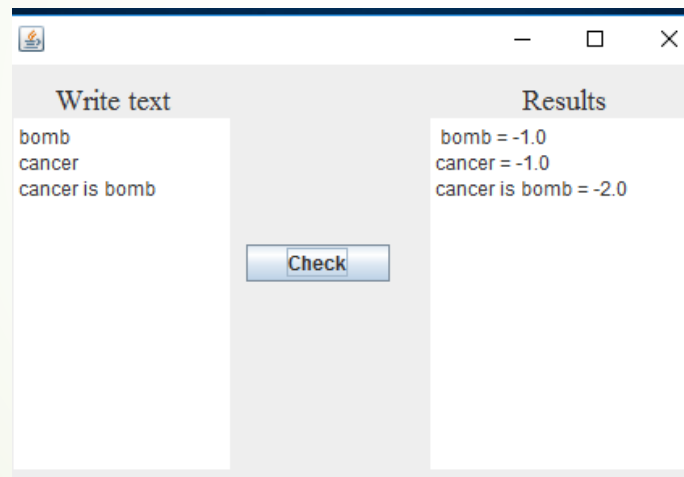 Write text
bomb
cancer
cancer is bomb
Check
Results
bomb = -1.0
cancer = -1.0
cancer is bomb = -2.0